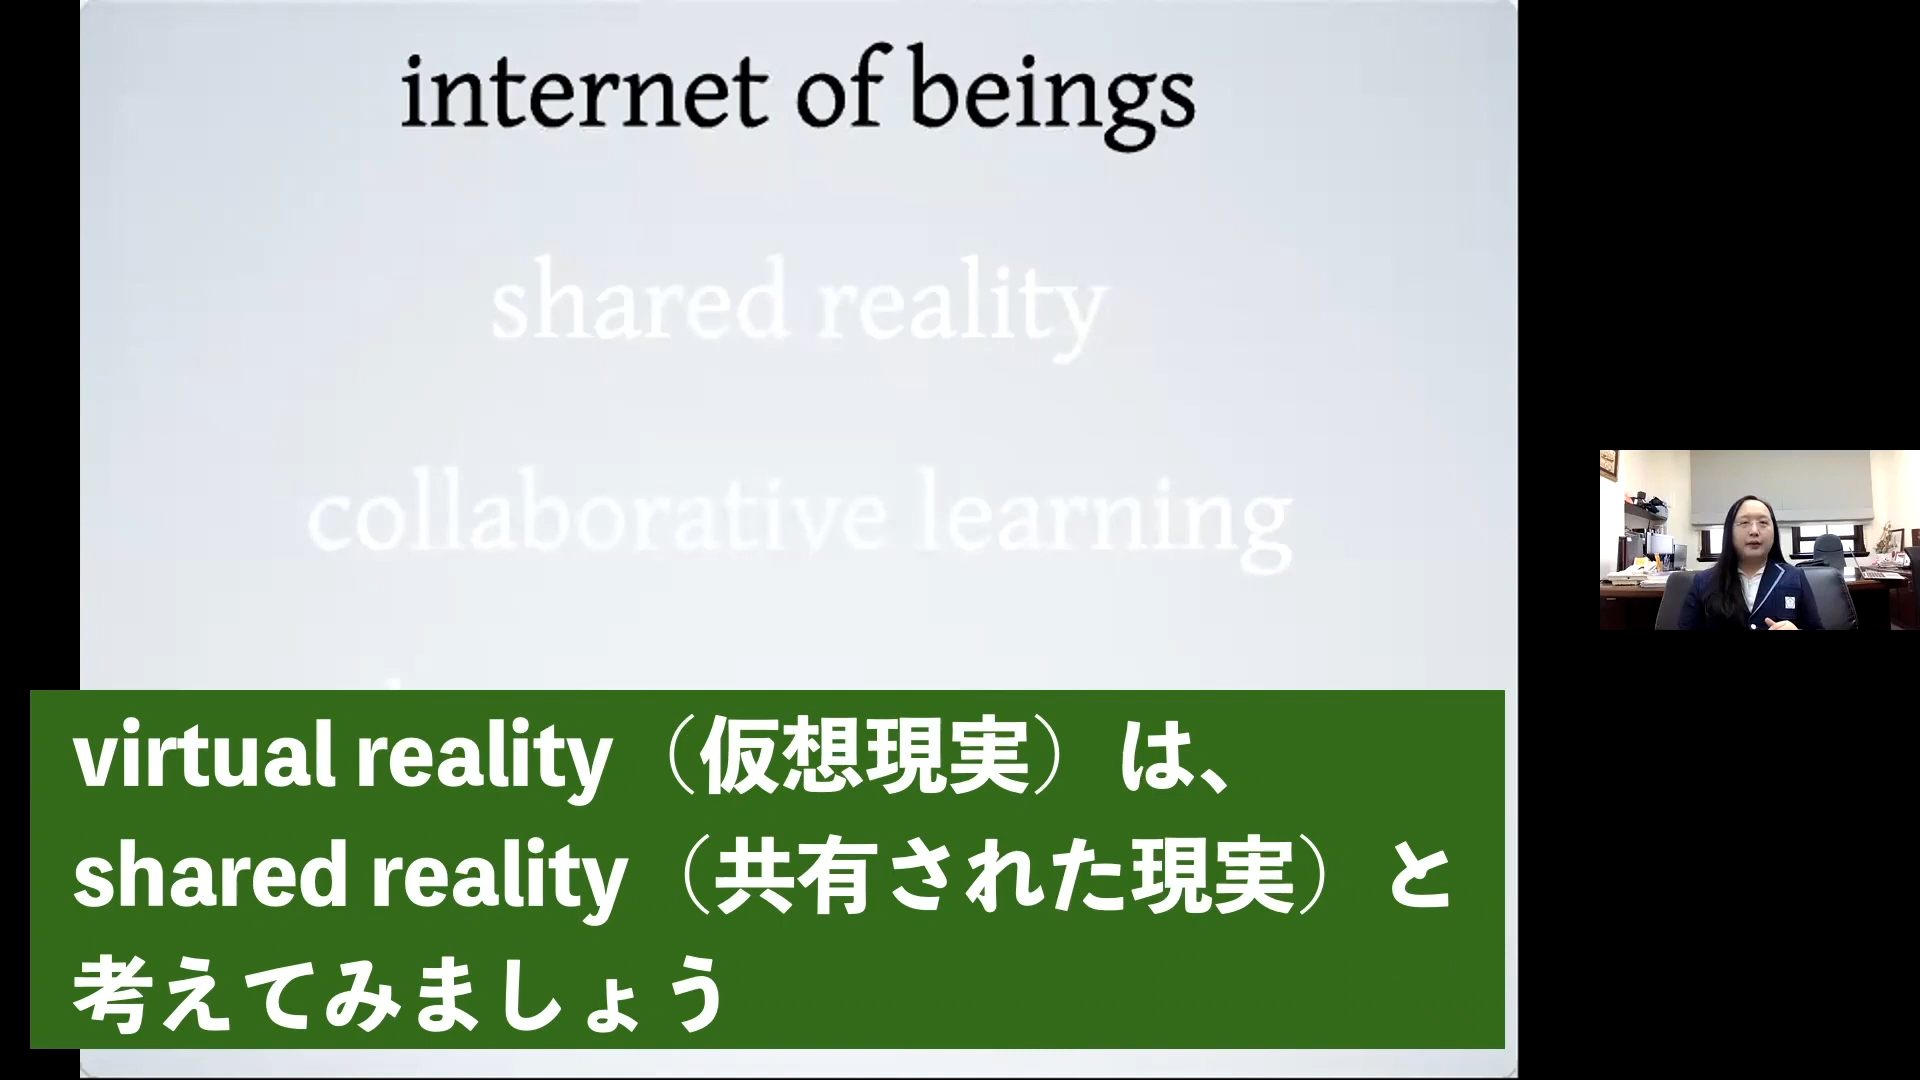 internet of beings
shared reality
collaborative learning
virtual reality（仮想現実）は、
shared reality（共有された現実）と
考えてみましょう